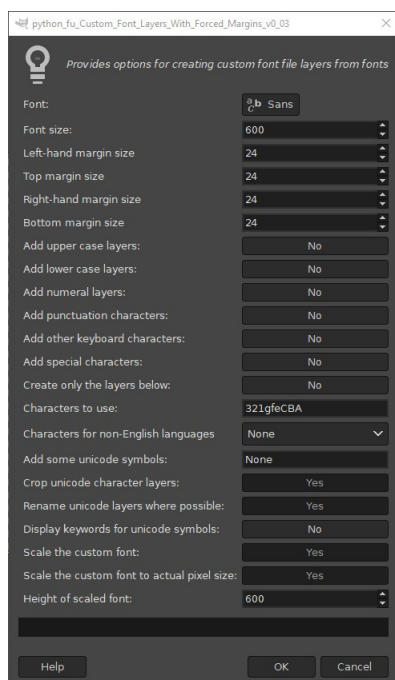 python_fu_Custom_Font_Layers_With_Forced_Margins_v0_03
Provides options for creating custom font file layers from fonts
Font: a,b c Sans
Font size: 600
Left-hand margin size 24
Top margin size 24
Right-hand margin size 24
Bottom margin size 24
Add upper case layers: No
Add lower case layers: No
Add numeral layers: No
Add punctuation characters: No
Add other keyboard characters: No
Add special characters: No
Create only the layers below: No
Characters to use: 321gfeCBA
Characters for non-English languages None
Add some unicode symbols: None
Crop unicode character layers: Yes
Rename unicode layers where possible: Yes
Display keywords for unicode symbols: No
Scale the custom font: Yes
Scale the custom font to actual pixel size: Yes
Height of scaled font: 600
Help OK Cancel